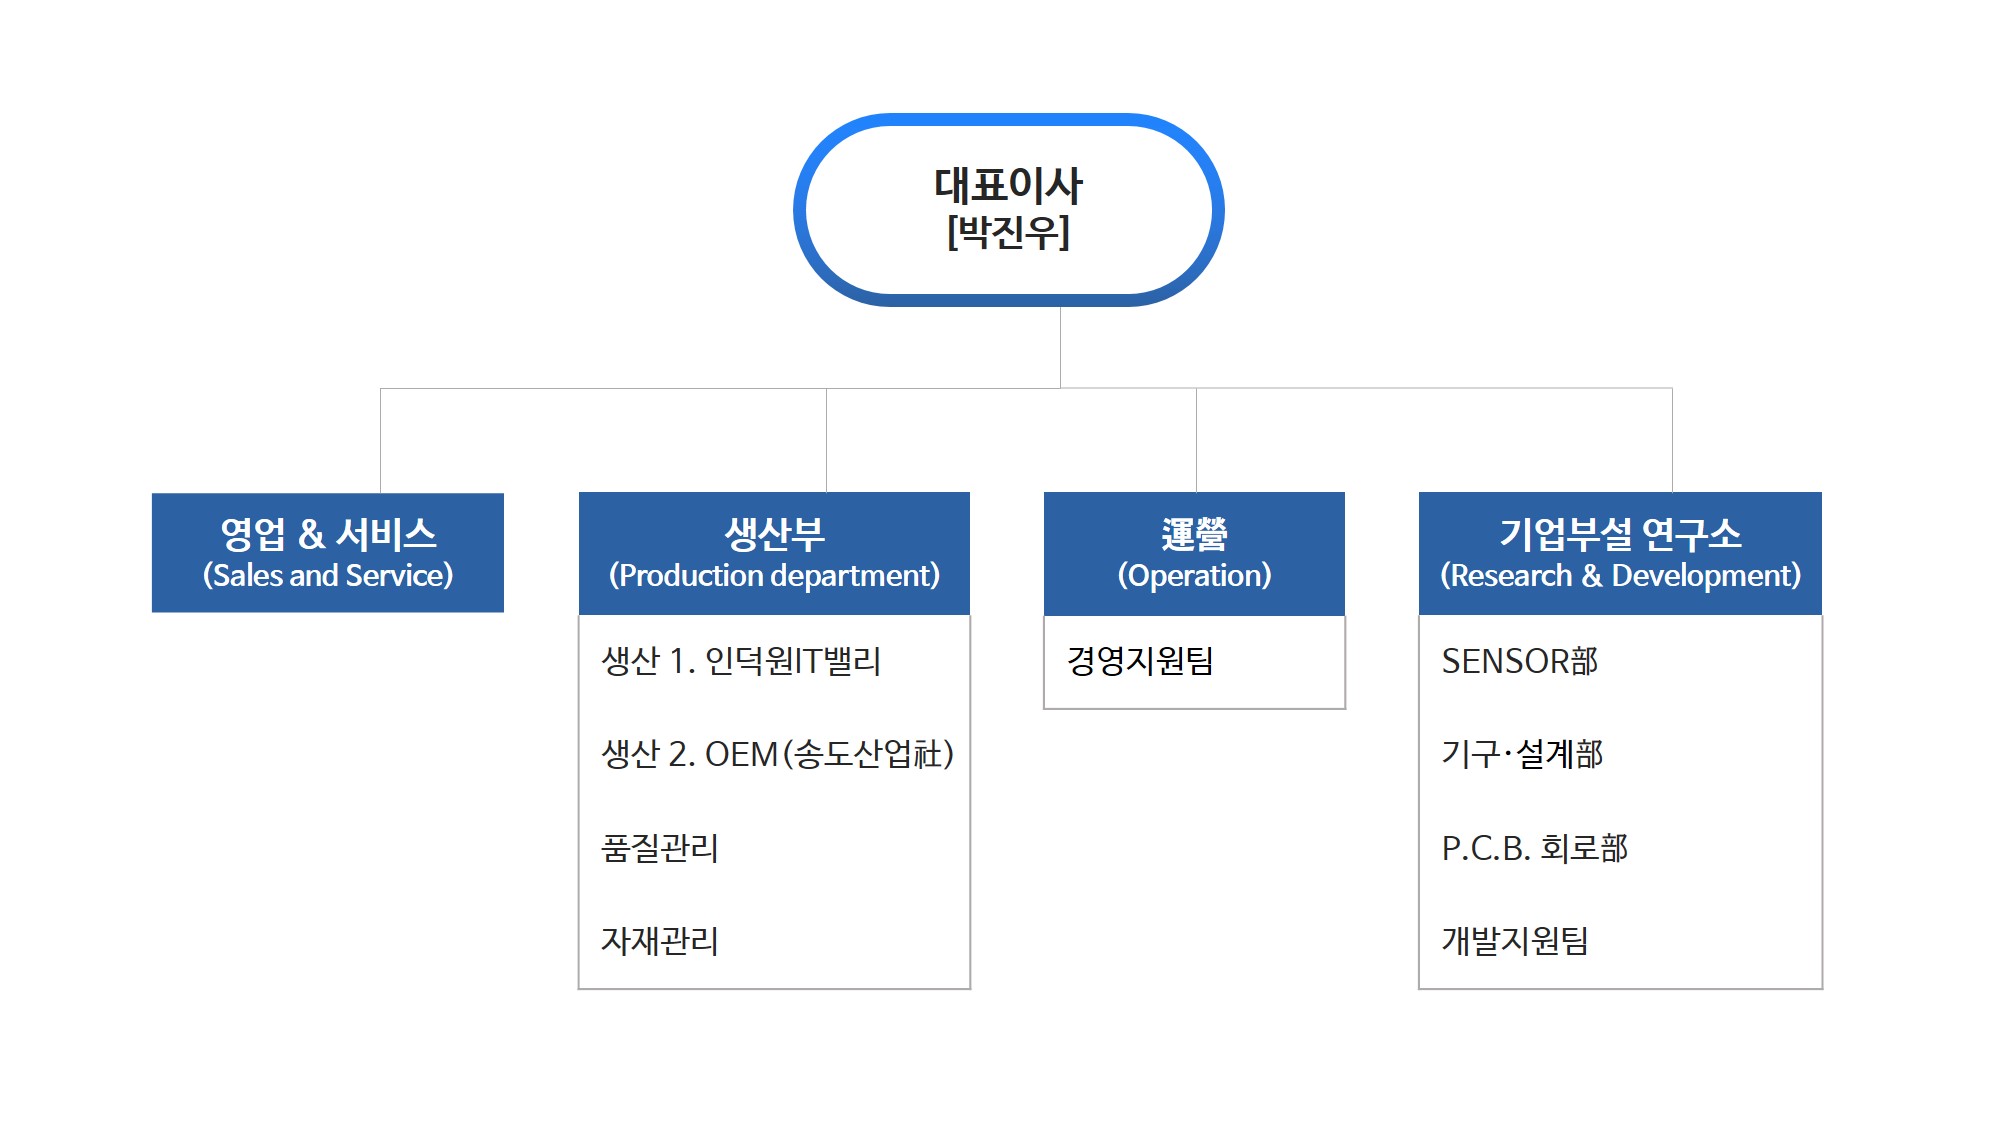 대표이사
[박진우]
영업 & 서비스
(Sales and Service)
생산부
(Production department)
생산 1. 인덕원IT밸리
생산 2. OEM(송도산업社)
품질관리
자재관리
運營
(Operation)
경영지원팀
기업부설 연구소
(Research & Development)
SENSOR部
기구·설계部
P.C.B. 회로部
개발지원팀